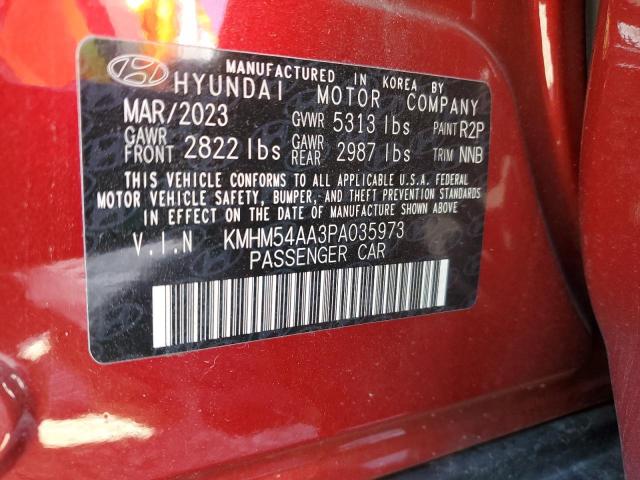 MANUFACTURED IN KOREA BY
HYUNDAI MOTOR COMPANY
MAR/2023 GVWR 5313 lbs PAINT R2P
GAWR FRONT 2822 lbs GAWR REAR 2987 lbs TRIM NNB
THIS VEHICLE CONFORMS TO ALL APPLICABLE U.S.A. FEDERAL
MOTOR VEHICLE SAFETY, BUMPER, AND THEFT PREVENTION STANDARDS
IN EFFECT ON THE DATE OF MANUFACTURE SHOWN ABOVE.
V.I.N KMHM54AA3PA035973
PASSENGER CAR